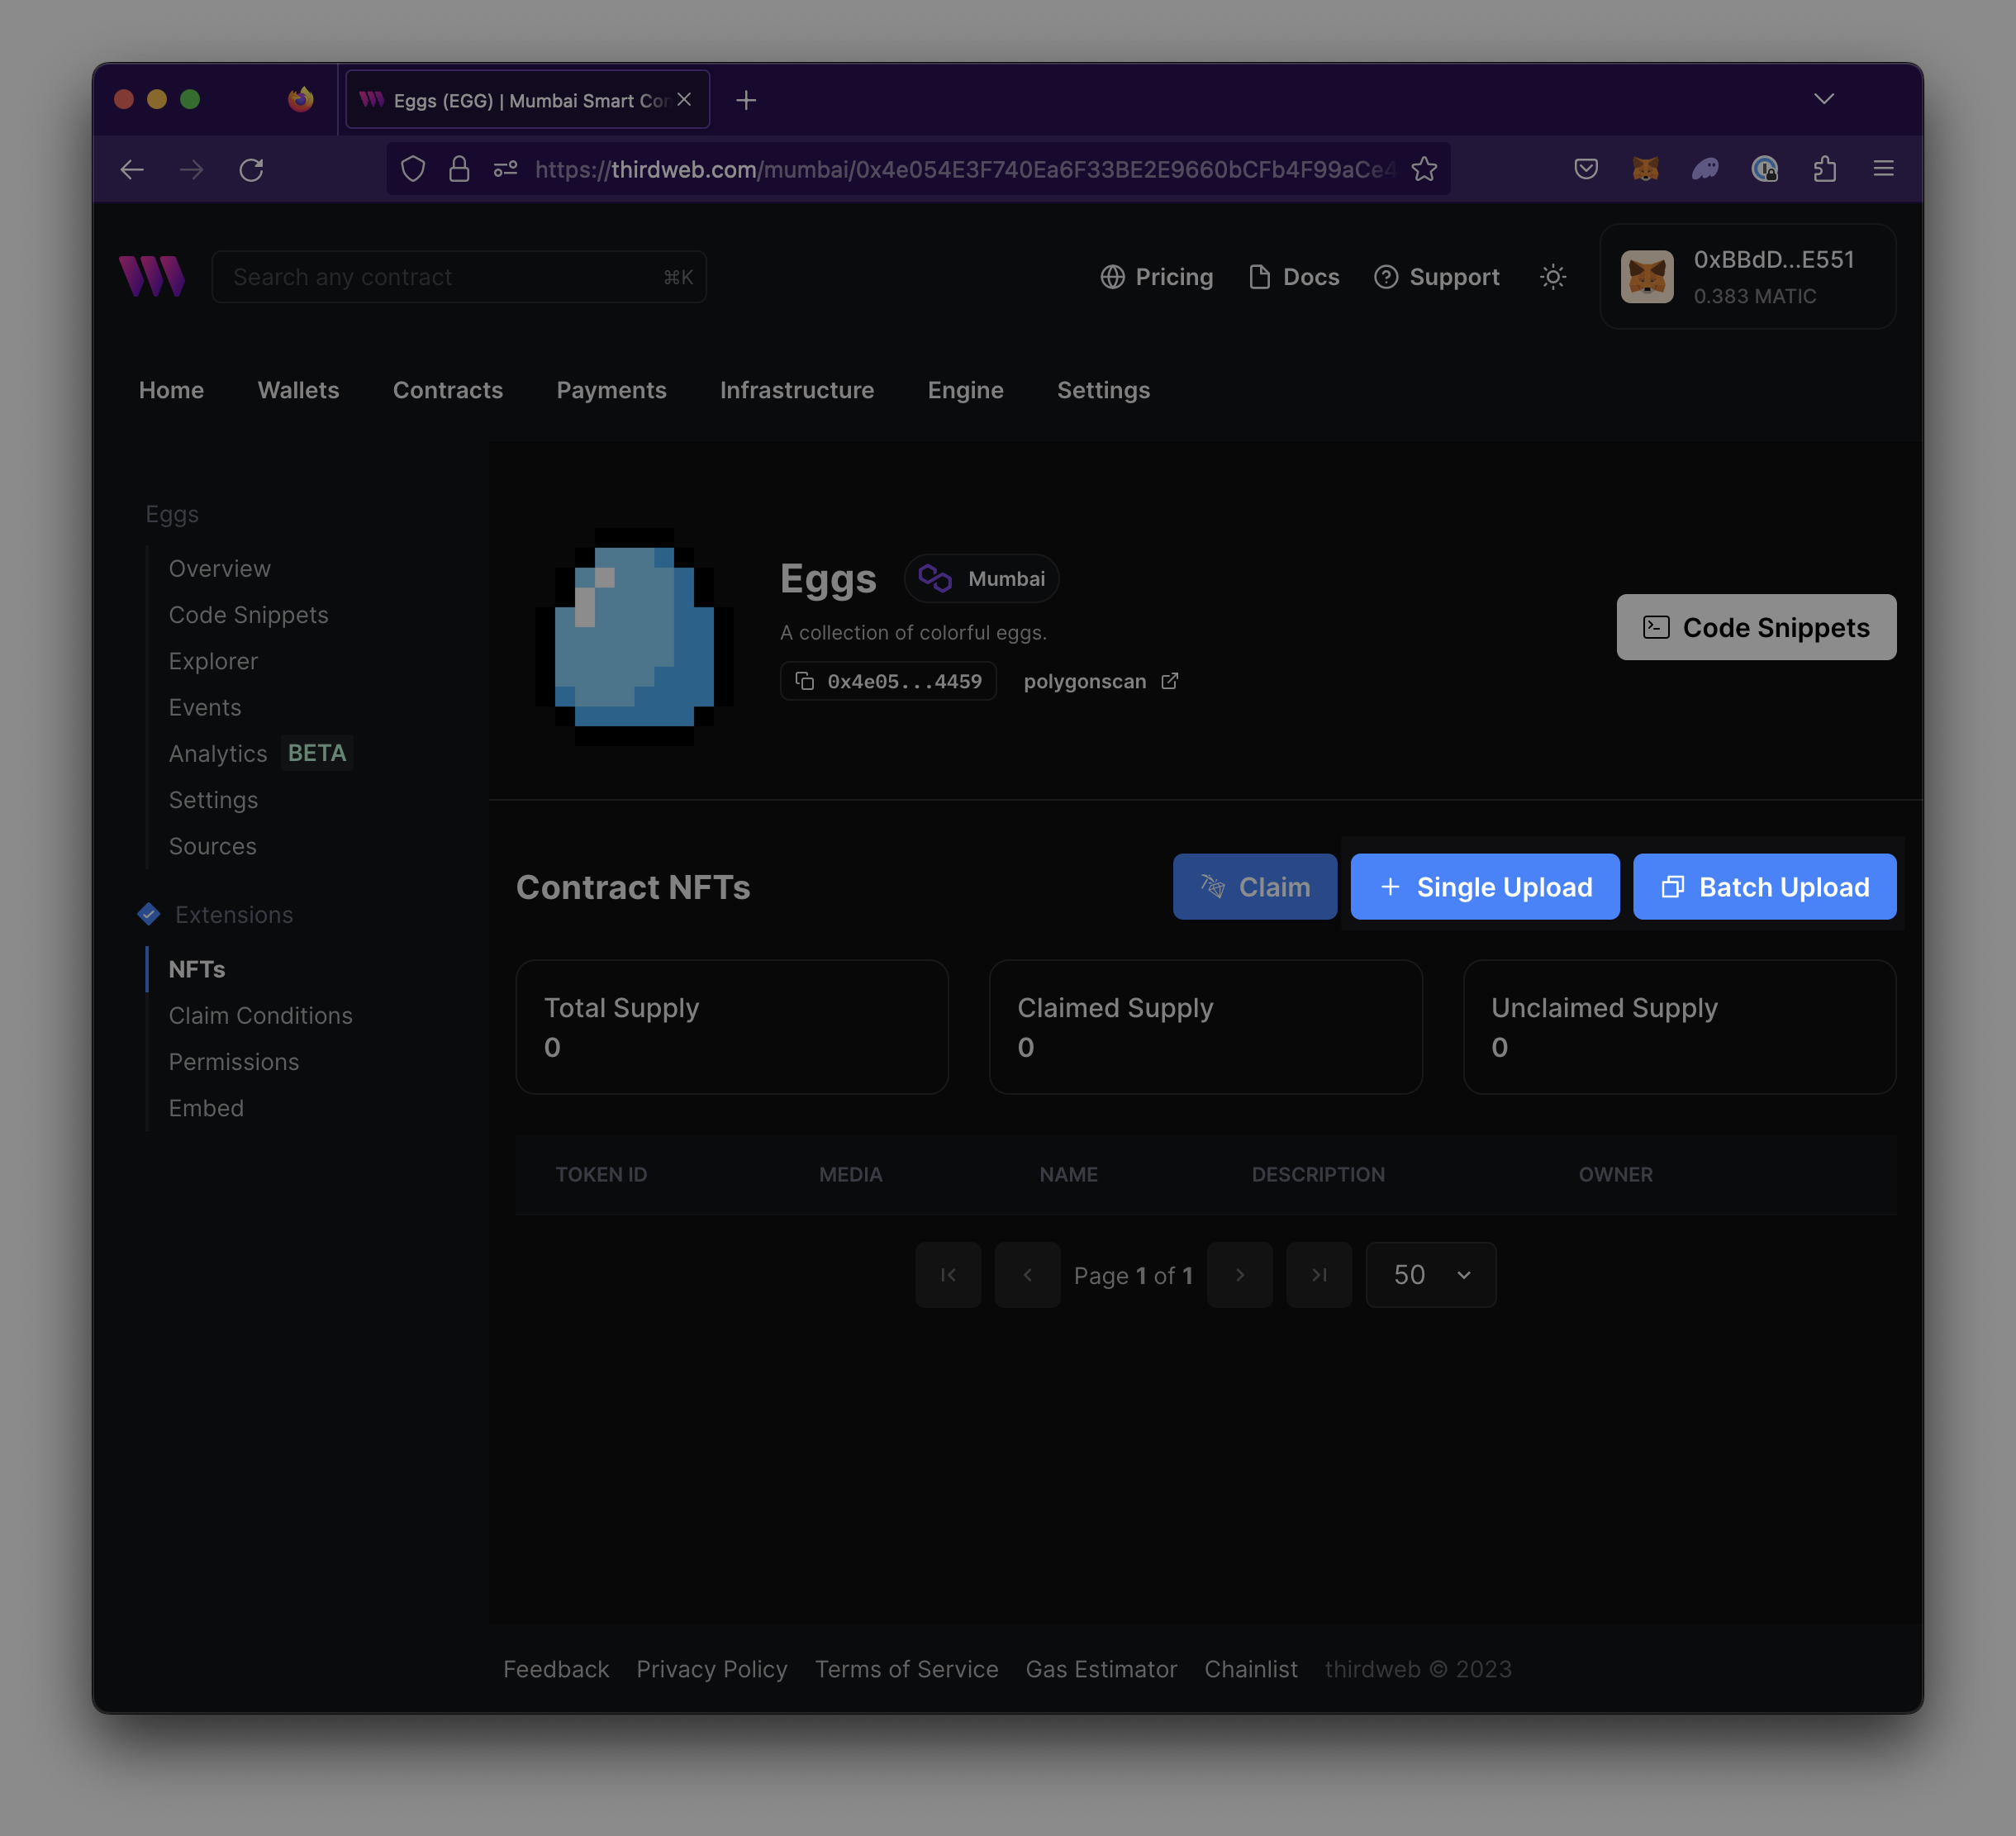 Eggs (EGG) | Mumbai Smart Con
https://thirdweb.com/mumbai/0x4e054E3F740Ea6F33BE2E9660bCFb4F99aCe4
Search any contract ⌘K
Pricing Docs Support
0xBBdD...E551
0.383 MATIC
Home Wallets Contracts Payments Infrastructure Engine Settings
Eggs
Overview
Code Snippets
Explorer
Events
Analytics BETA
Settings
Sources
Extensions
NFTs
Claim Conditions
Permissions
Embed
Eggs Mumbai
A collection of colorful eggs.
0x4e05...4459 polygonscan
Code Snippets
Contract NFTs
Claim + Single Upload Batch Upload
Total Supply
0
Claimed Supply
0
Unclaimed Supply
0
TOKEN ID MEDIA NAME DESCRIPTION OWNER
Page 1 of 1 50
Feedback Privacy Policy Terms of Service Gas Estimator Chainlist thirdweb © 2023